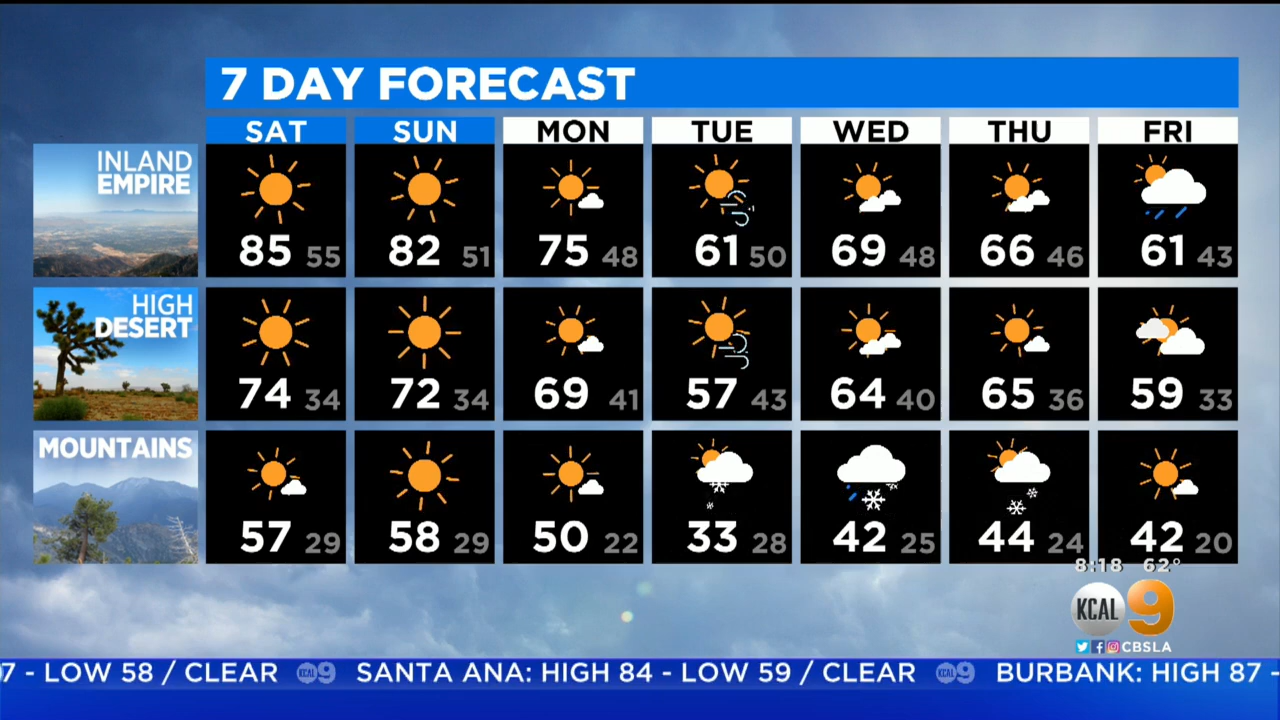 7 DAY FORECAST
SAT SUN MON TUE WED THU FRI
INLAND
EMPIRE
85 55 82 51 75 48 61 50 69 48 66 46 61 43
HIGH
DESERT
74 34 72 34 69 41 57 43 64 40 65 36 59 33
MOUNTAINS
57 29 58 29 50 22 33 28 42 25 44 24 42 20
8:18 62°
KCAL 9
CBSLA
7 - LOW 58 / CLEAR KCAL 9 SANTA ANA: HIGH 84 - LOW 59 / CLEAR KCAL 9 BURBANK: HIGH 87 -